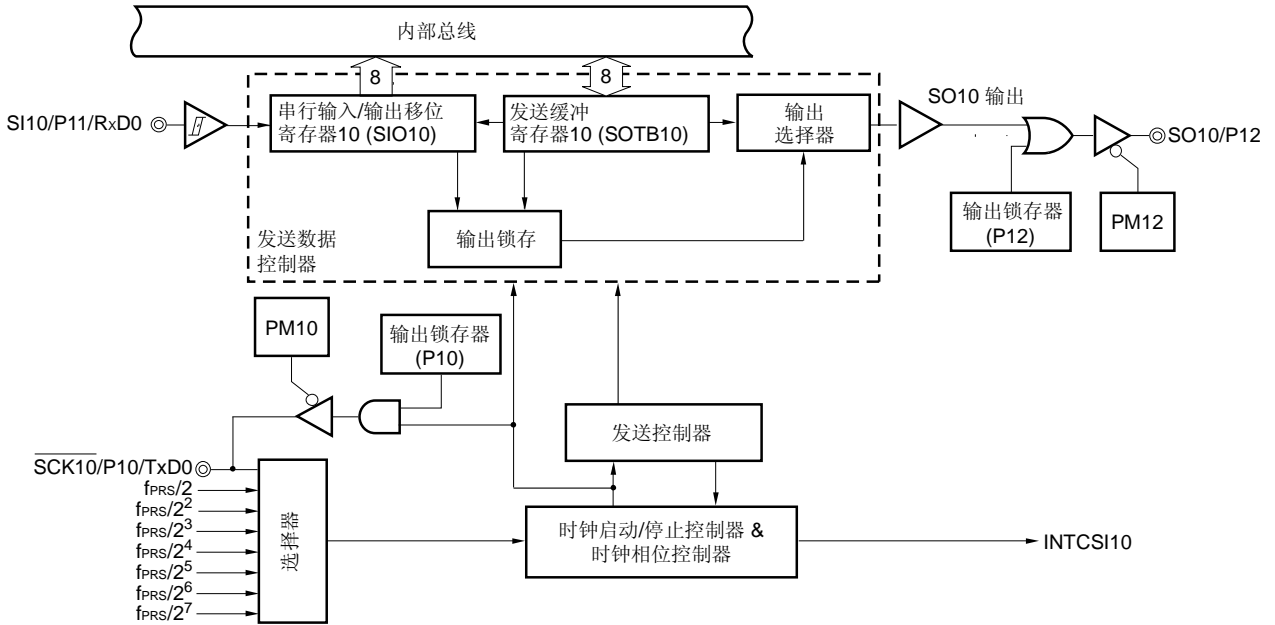 内部总线
8
8
SI10/P11/RxD0
串行输入/输出移位
寄存器10 (SIO10)
发送缓冲
寄存器10 (SOTB10)
输出
选择器
SO10 输出
SO10/P12
输出锁存
输出锁存器
(P12)
PM12
发送数据
控制器
PM10
输出锁存器
(P10)
发送控制器
SCK10/P10/TxD0
fPRS/2
fPRS/2²
fPRS/2³
fPRS/2⁴
fPRS/2⁵
fPRS/2⁶
fPRS/2⁷
选择器
时钟启动/停止控制器 &
时钟相位控制器
INTCSI10